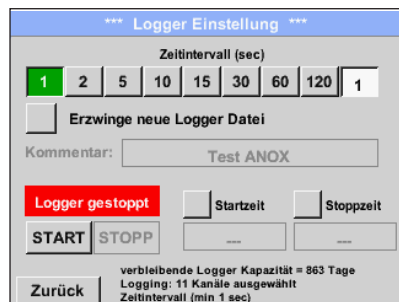 *** Logger Einstellung ***
Zeitintervall (sec)
1 2 5 10 15 30 60 120 1
Erzwinge neue Logger Datei
Kommentar: Test ANOX
Logger gestoppt Startzeit Stoppzeit
START STOPP --- ---
verbleibende Logger Kapazität = 863 Tage
Zurück Logging: 11 Kanäle ausgewählt
Zeitintervall (min 1 sec)